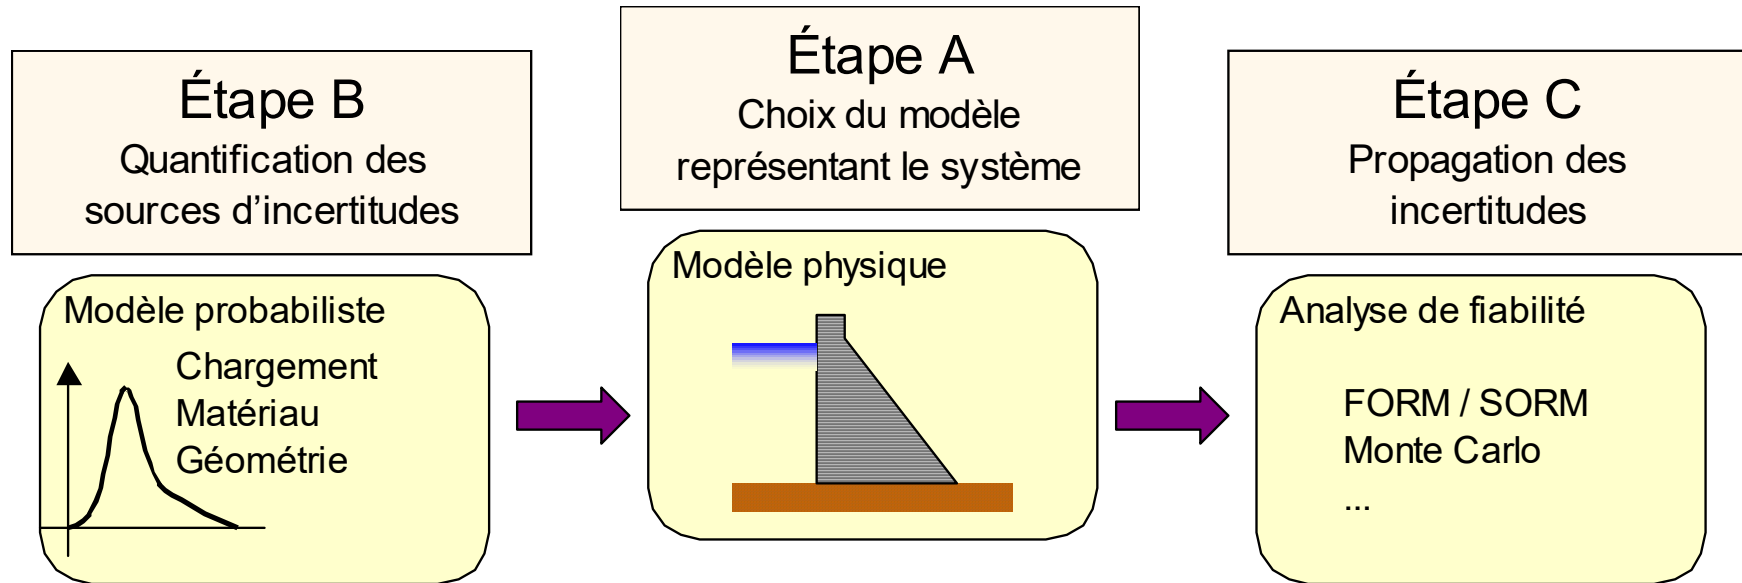 Étape B
Quantification des
sources d'incertitudes
Modèle probabiliste
Chargement
Matériau
Géométrie
Étape A
Choix du modèle
représentant le système
Modèle physique
Étape C
Propagation des
incertitudes
Analyse de fiabilité
FORM / SORM
Monte Carlo
...